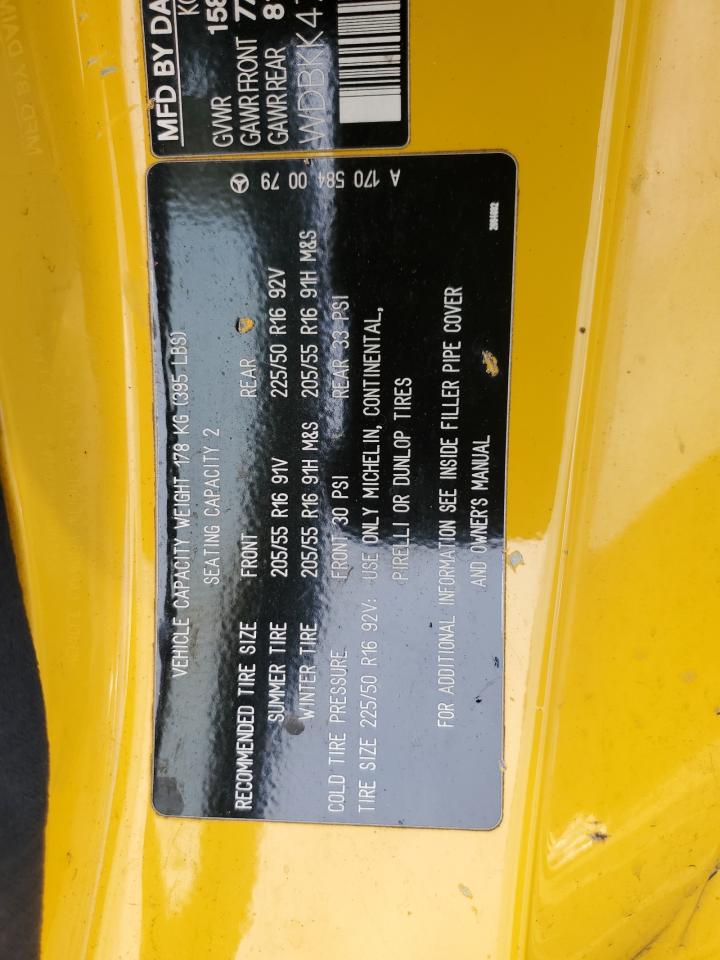 MFD BY DA
KG
158
GVWR
GAWR FRONT 77
GAWR REAR 8
WDBKK47
A 170 584 00 79
VEHICLE CAPACITY WEIGHT 178 KG (395 LBS)
SEATING CAPACITY 2
RECOMMENDED TIRE SIZE FRONT REAR
SUMMER TIRE 205/55 R16 91V 225/50 R16 92V
WINTER TIRE 205/55 R16 91H M&S 205/55 R16 91H M&S
COLD TIRE PRESSURE FRONT 30 PSI REAR 33 PSI
TIRE SIZE 225/50 R16 92V: USE ONLY MICHELIN, CONTINENTAL,
PIRELLI OR DUNLOP TIRES
FOR ADDITIONAL INFORMATION SEE INSIDE FILLER PIPE COVER
AND OWNER'S MANUAL